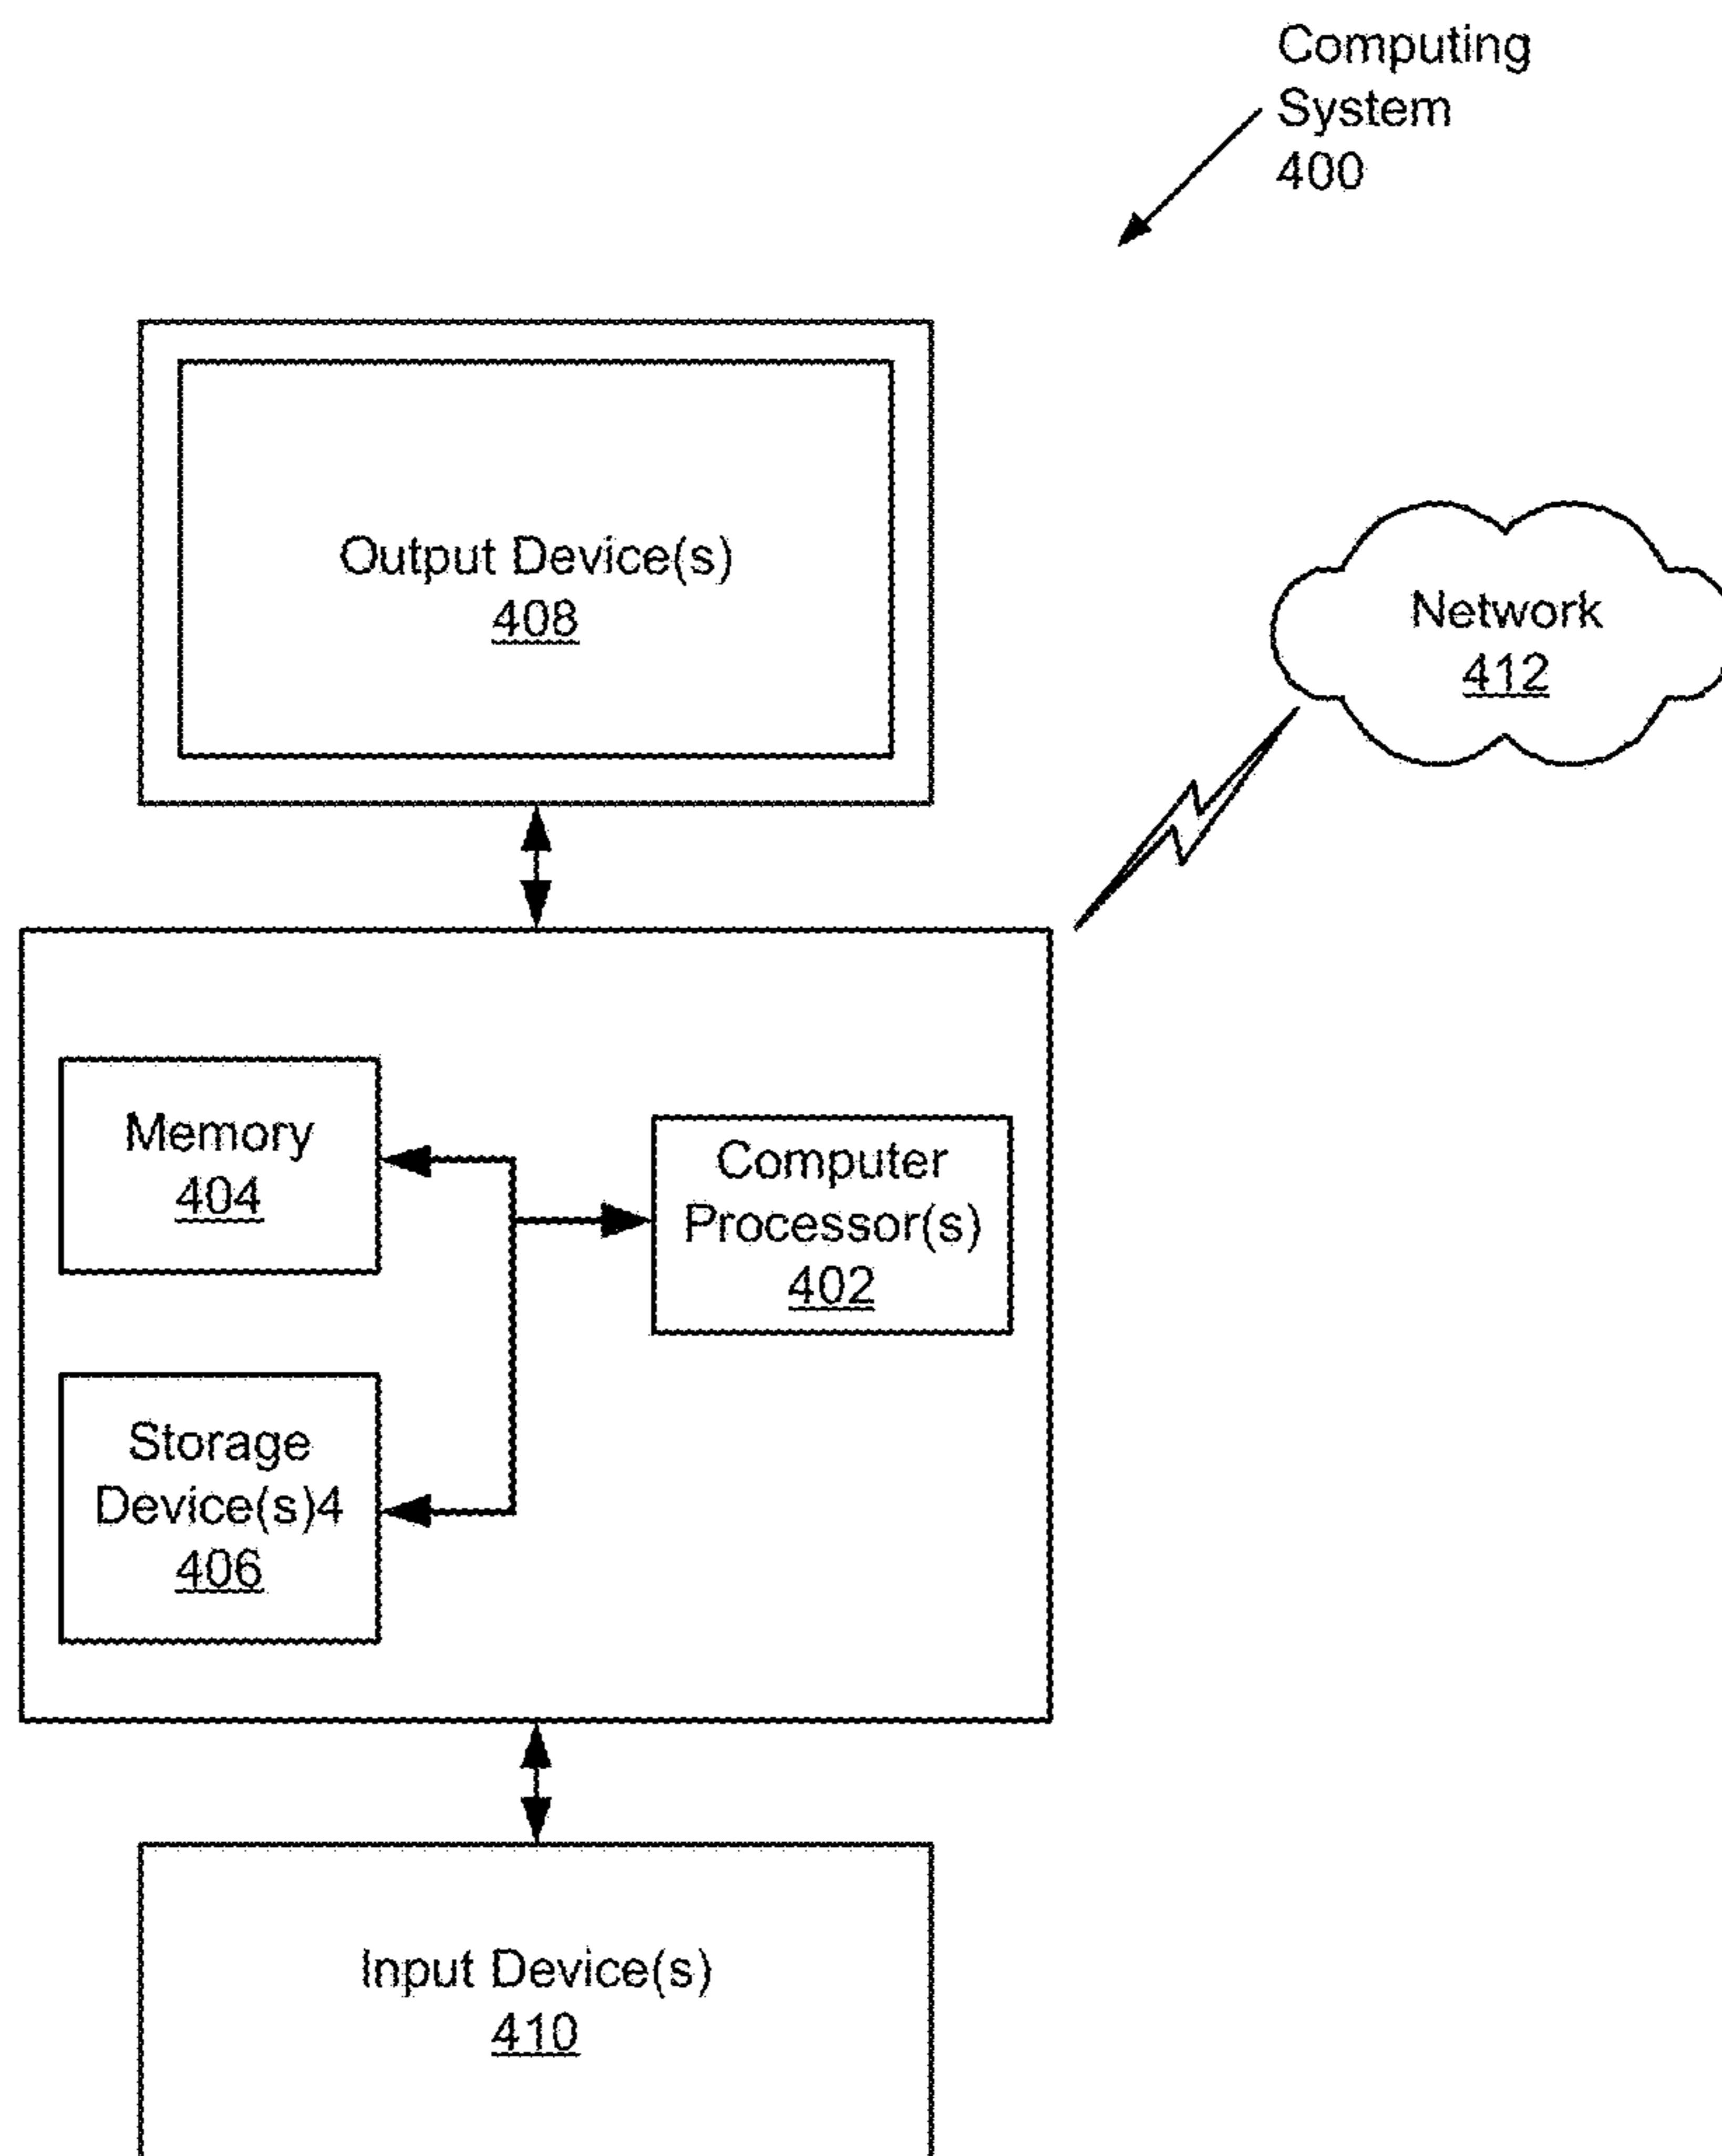 Computing
System
400
Output Device(s)
408
Network
412
Memory
404
Computer
Processor(s)
402
Storage
Device(s)4
406
Input Device(s)
410